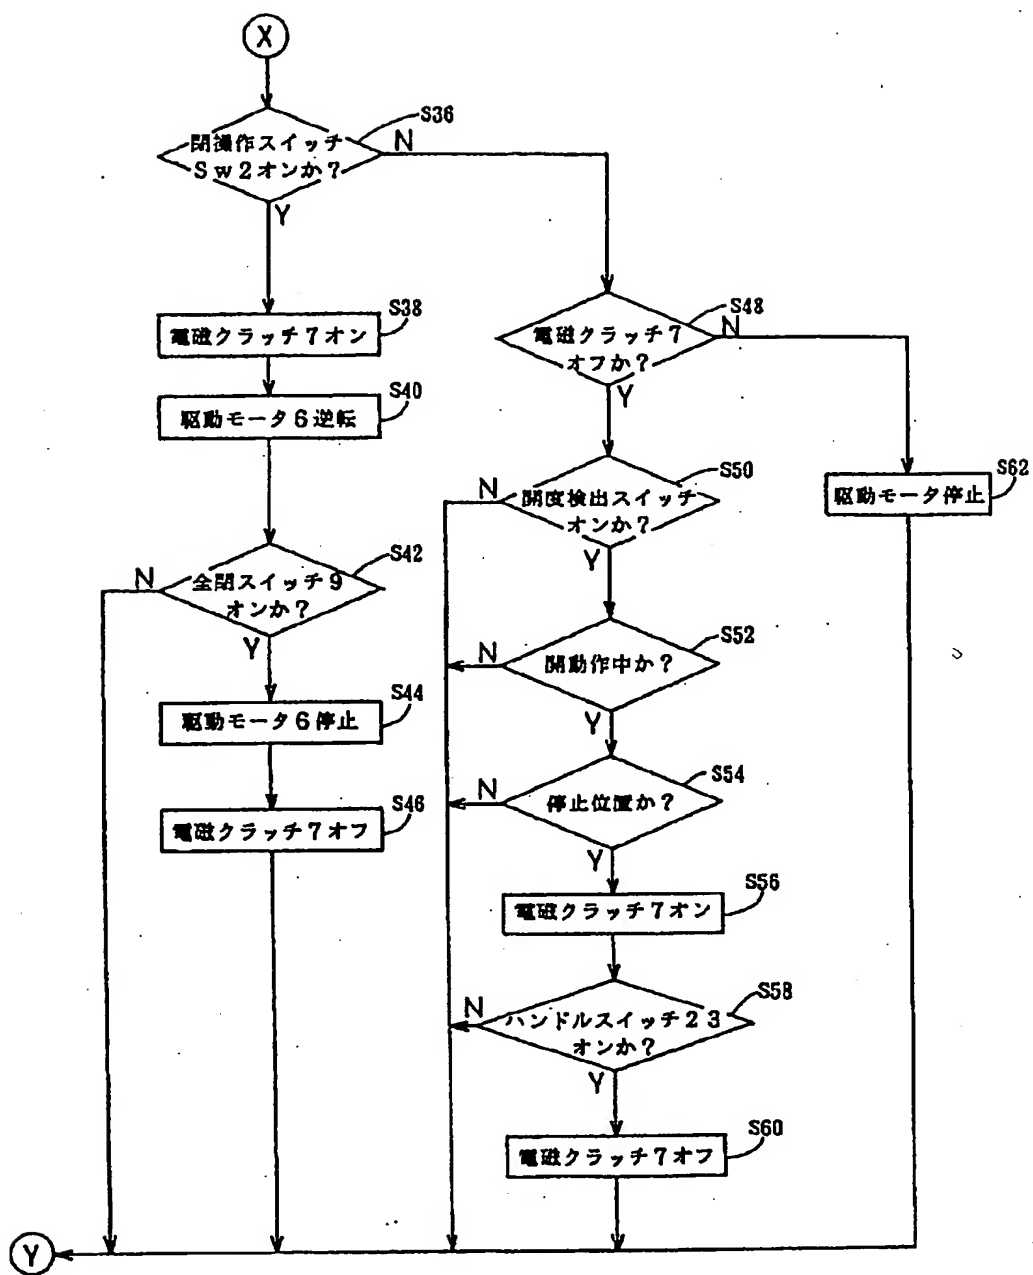 X
S36
閉操作スイッチ
Sw2オンか?
N
Y
S38
電磁クラッチ7オン
S40
駆動モータ6逆転
S42
全閉スイッチ9
オンか?
N
Y
S44
駆動モータ6停止
S46
電磁クラッチ7オフ
S48
電磁クラッチ7
オフか?
N
Y
S50
開度検出スイッチ
オンか?
N
Y
S52
開動作中か?
N
Y
S54
停止位置か?
N
Y
S56
電磁クラッチ7オン
S58
ハンドルスイッチ23
オンか?
N
Y
S60
電磁クラッチ7オフ
S62
駆動モータ停止
Y